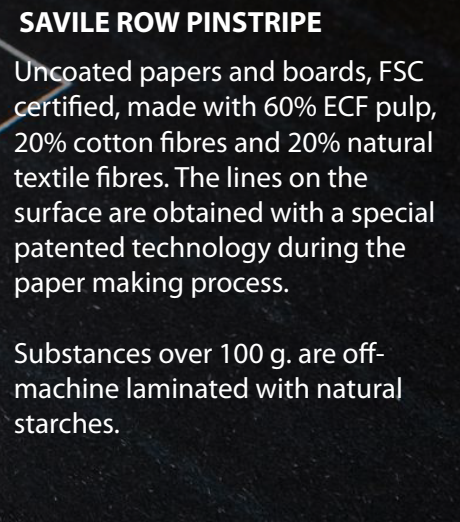 SAVILE ROW PINSTRIPE
Uncoated papers and boards, FSC
certified, made with 60% ECF pulp,
20% cotton fibres and 20% natural
textile fibres. The lines on the
surface are obtained with a special
patented technology during the
paper making process.
Substances over 100 g. are off-
machine laminated with natural
starches.